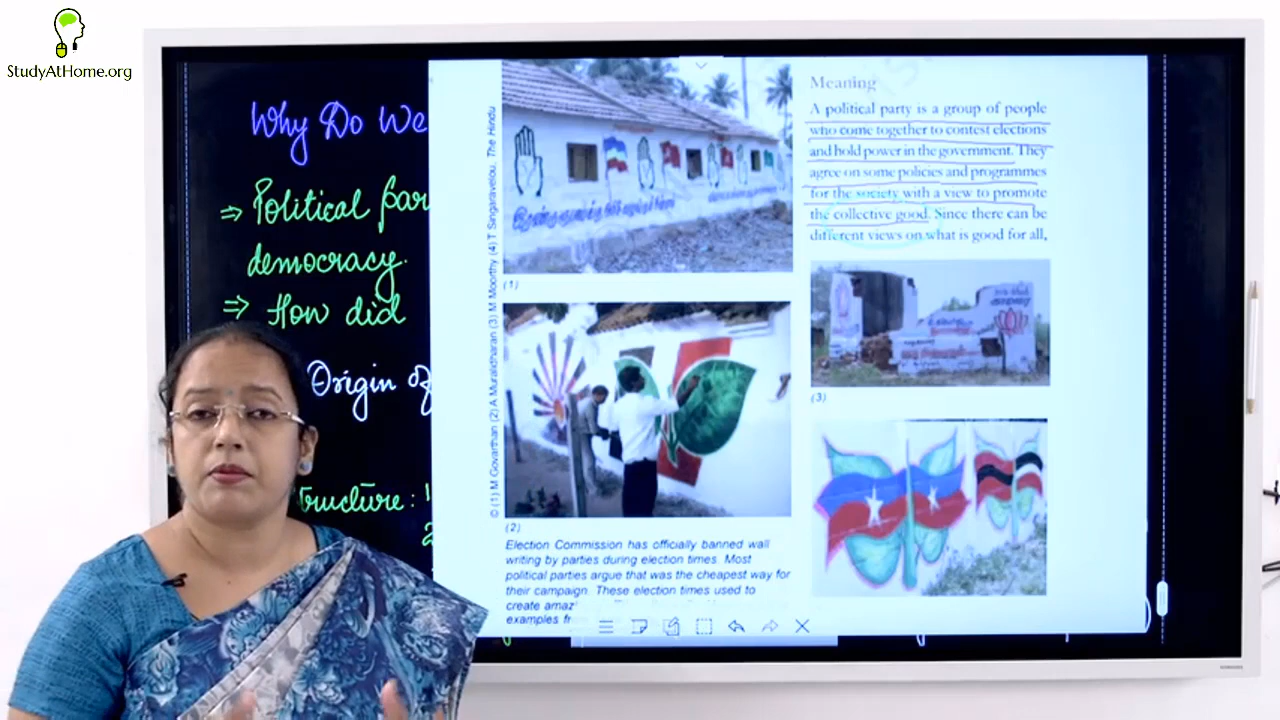 StudyAtHome.org
Why Do We
⇒ Political par
democracy.
⇒ How did
Origin of
tructure:
© (1) M Govarthan (2) A Muralidharan (3) M Moorthy (4) T Singaravelou, The Hindu
(1)
(2)
Election Commission has officially banned wall
writing by parties during election times. Most
political parties argue that was the cheapest way for
their campaign. These election times used to
create amaz
examples fr
Meaning
A political party is a group of people
who come together to contest elections
and hold power in the government. They
agree on some policies and programmes
for the society with a view to promote
the collective good. Since there can be
different views on what is good for all,
(3)